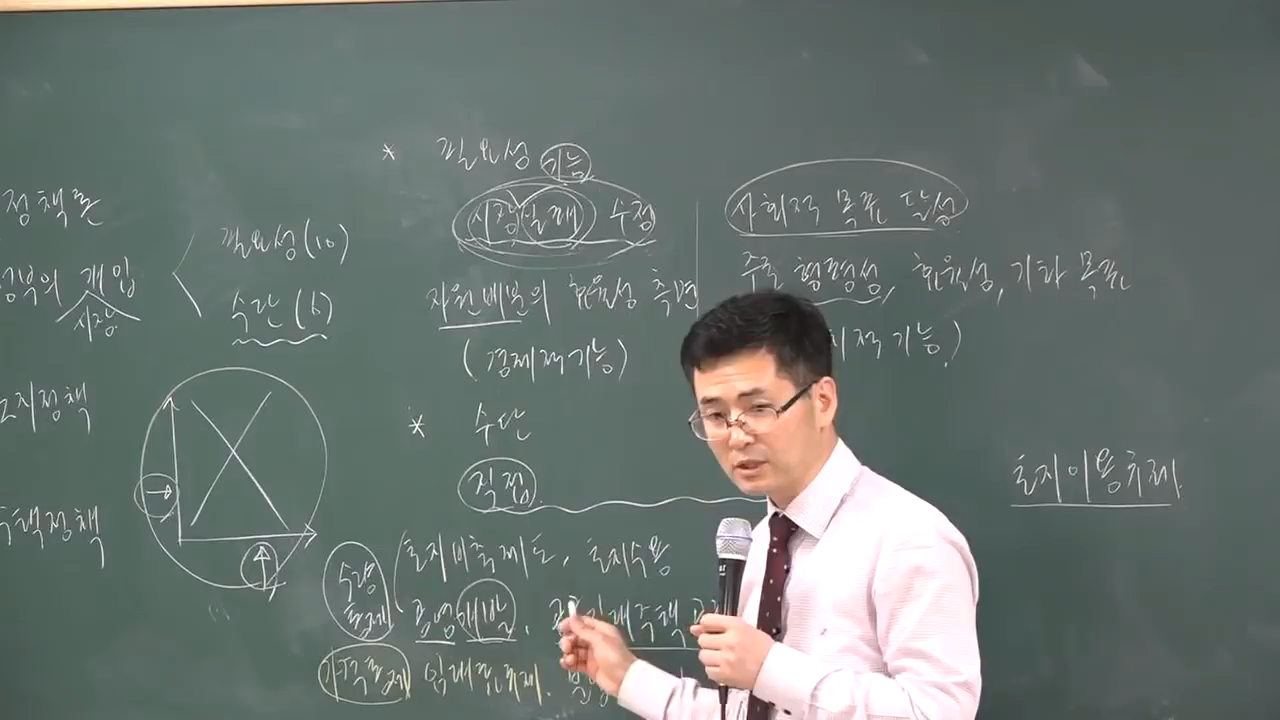 정책론
정부의 개입
시장
필요성(10)
수단(6)
토지정책
주택정책
* 필요성 기능
시장실패 수정
자원배분의 효율성 측면
(경제적기능)
사회적 목표 달성
주로 형평성, 효율성, 기타 목표
적 기능)
* 수단
직접
토지이용규제
수량통제
토지비축제도, 토지수용
공영개발, 공공임대주택
가격통제
임대료규제,